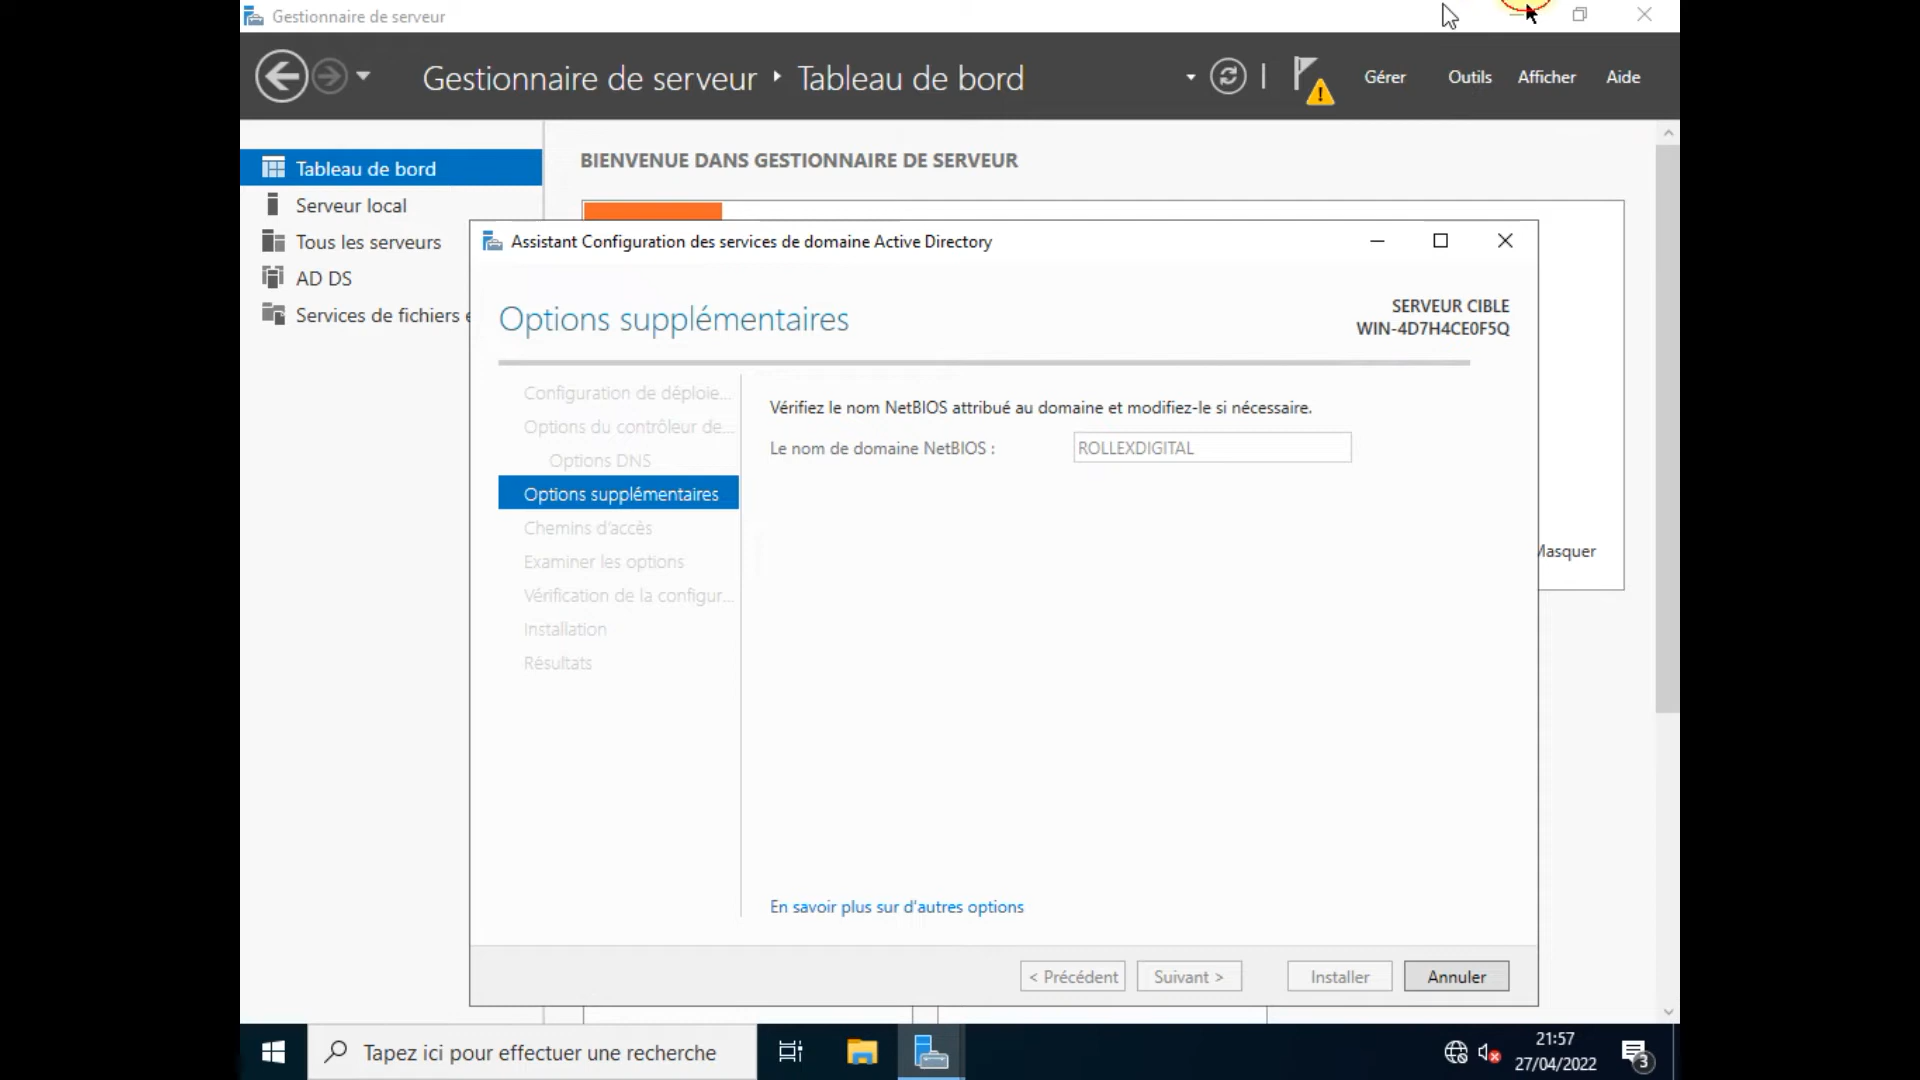 Gestionnaire de serveur
Gestionnaire de serveur
Tableau de bord
Gérer
Outils
Afficher
Aide
Tableau de bord
Serveur local
Tous les serveurs
AD DS
Services de fichiers e
BIENVENUE DANS GESTIONNAIRE DE SERVEUR
Assistant Configuration des services de domaine Active Directory
Options supplémentaires
SERVEUR CIBLE
WIN-4D7H4CE0F5Q
Configuration de déploie...
Options du contrôleur de...
Options DNS
Options supplémentaires
Chemins d'accès
Examiner les options
Vérification de la configur...
Installation
Résultats
Vérifiez le nom NetBIOS attribué au domaine et modifiez-le si nécessaire.
Le nom de domaine NetBIOS :
ROLLEXDIGITAL
Masquer
En savoir plus sur d'autres options
< Précédent
Suivant >
Installer
Annuler
Tapez ici pour effectuer une recherche
21:57
27/04/2022
3